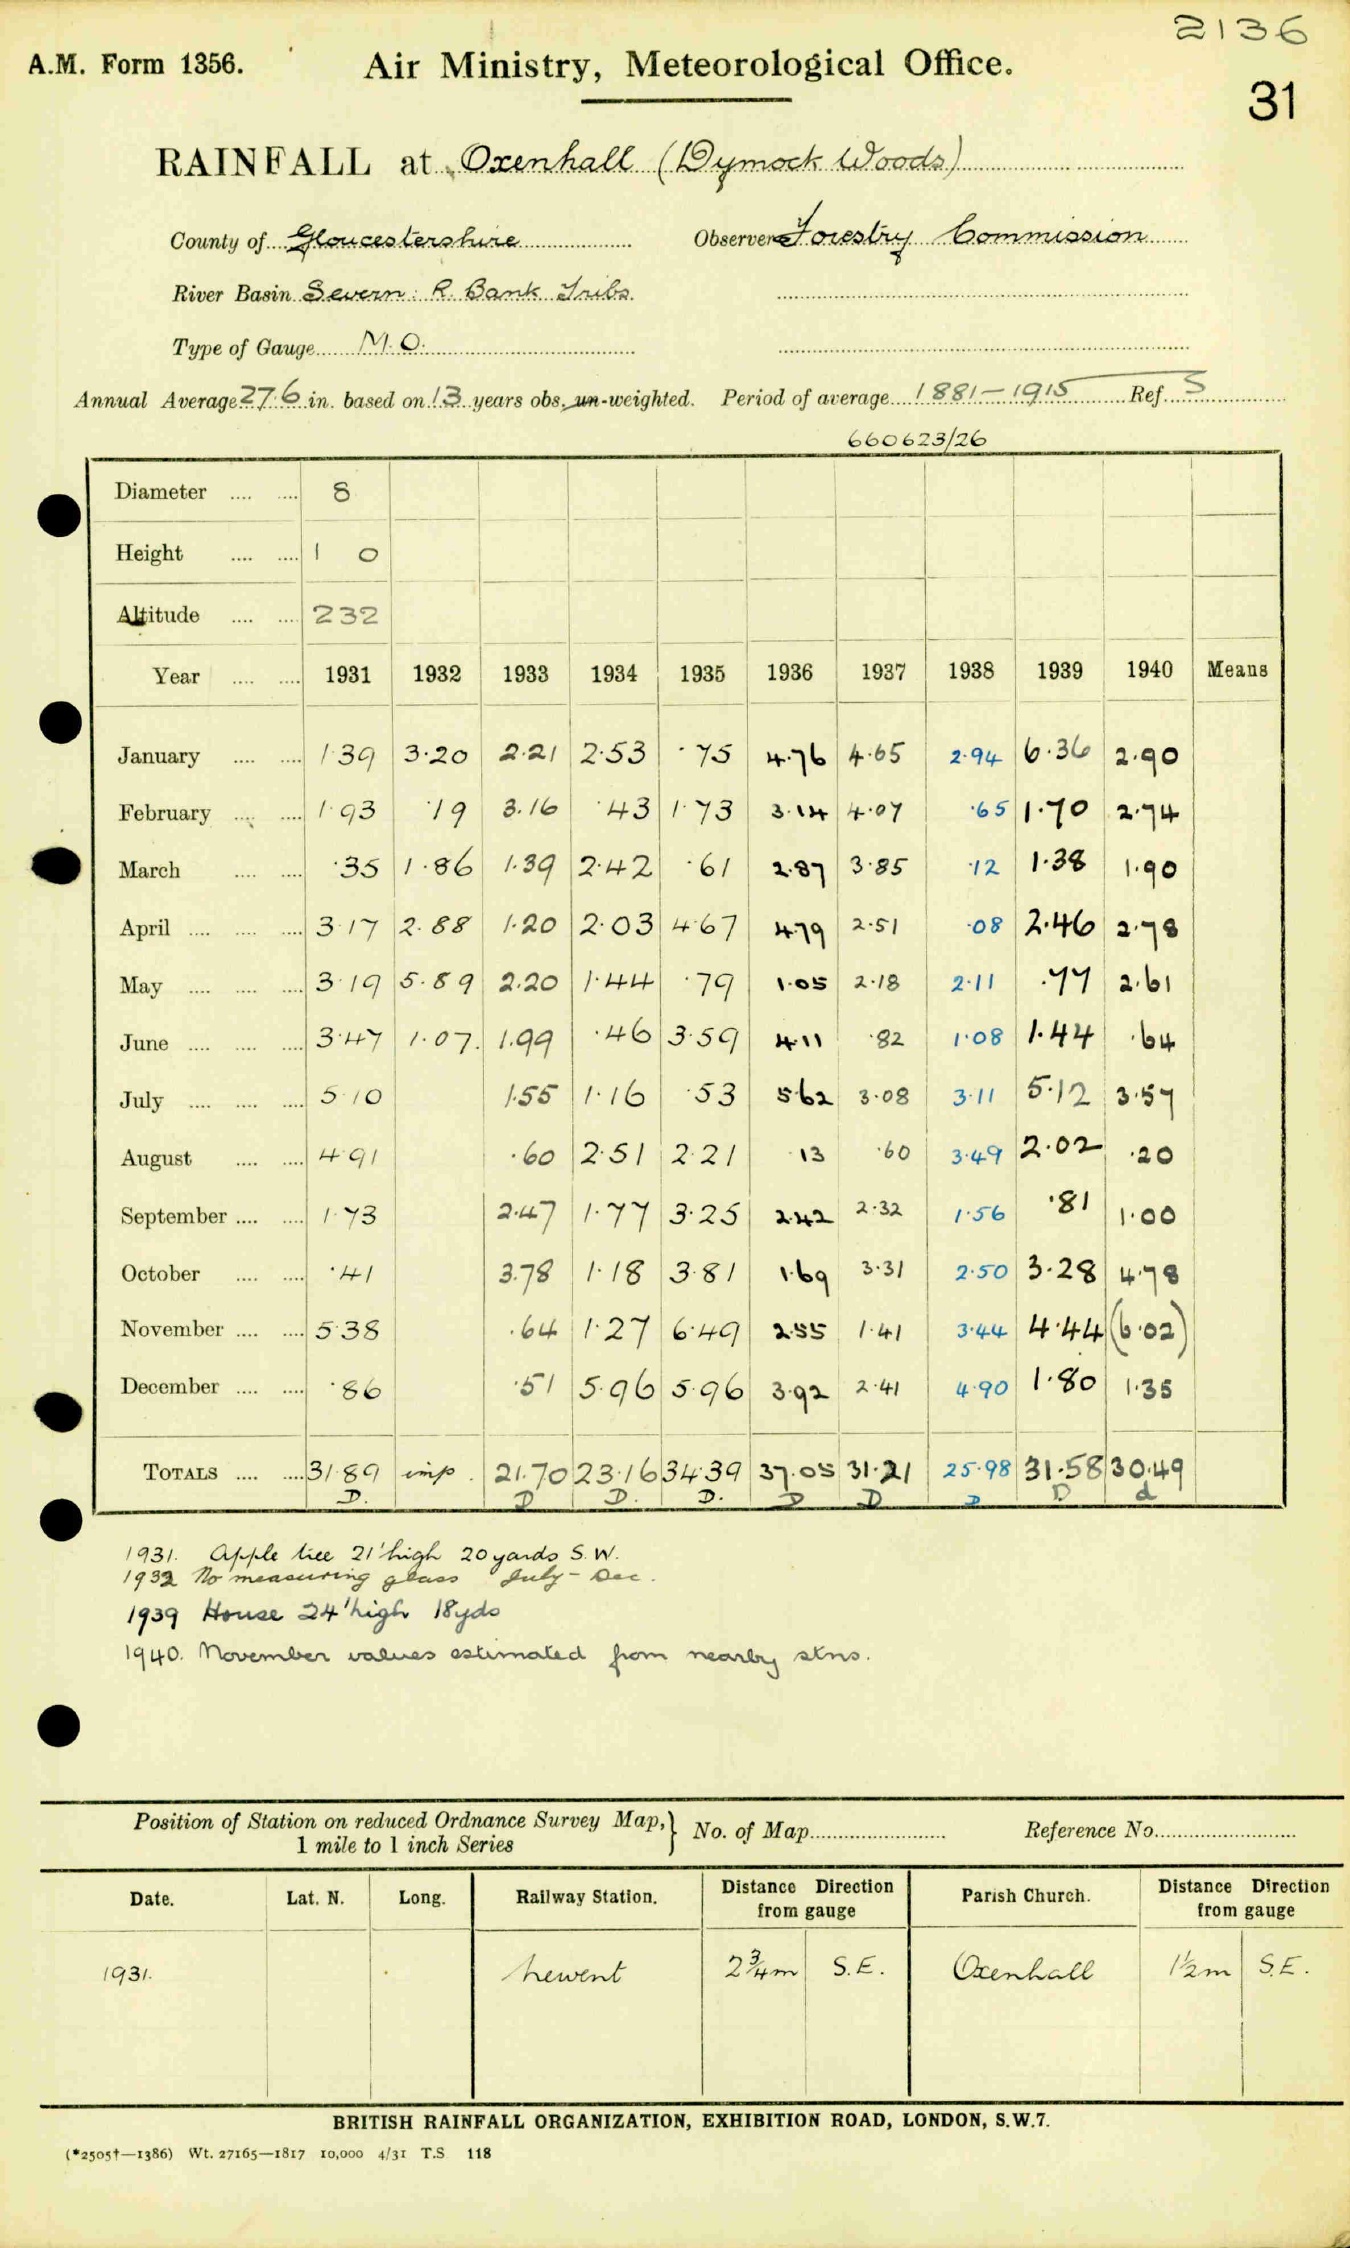 2136
A.M. Form 1356. Air Ministry, Meteorological Office.
31
RAINFALL at Oxenhall (Dymock Woods)
County of Gloucestershire Observer Forestry Commission
River Basin Severn: R. Bank Tribs
Type of Gauge M.O.
Annual Average 27.6 in. based on 13 years obs. un-weighted. Period of average 1881-1915 Ref. S
660623/26
Diameter 8
Height 1 0
Altitude 232
Year 1931 1932 1933 1934 1935 1936 1937 1938 1939 1940 Means
January 1.39 3.20 2.21 2.53 .75 4.76 4.65 2.94 6.36 2.90
February 1.93 .19 3.16 .43 1.73 3.14 4.07 .65 1.70 2.74
March .35 1.86 1.39 2.42 .61 2.87 3.85 .12 1.38 1.90
April 3.17 2.88 1.20 2.03 4.67 4.79 2.51 .08 2.46 2.78
May 3.19 5.89 2.20 1.44 .79 1.05 2.18 2.11 .77 2.61
June 3.47 1.07 1.99 .46 3.59 4.11 .82 1.08 1.44 .64
July 5.10 1.55 1.16 .53 5.62 3.08 3.11 5.12 3.57
August 4.91 .60 2.51 2.21 .13 .60 3.49 2.02 .20
September 1.73 2.47 1.77 3.25 2.42 2.32 1.56 .81 1.00
October .41 3.78 1.18 3.81 1.69 3.31 2.50 3.28 4.78
November 5.38 .64 1.27 6.49 2.55 1.41 3.44 4.44 (6.02)
December .86 .51 5.96 5.96 3.92 2.41 4.90 1.80 1.35
TOTALS 31.89 imp. 21.70 23.16 34.39 37.05 31.21 25.98 31.58 30.49
D. D D. D. D D D D d
1931. Apple tree 21' high 20 yards S.W.
1932 No measuring glass July - Dec.
1939 House 24' high 18yds
1940. November values estimated from nearby stns.
Position of Station on reduced Ordnance Survey Map, 1 mile to 1 inch Series } No. of Map Reference No.
Date. Lat. N. Long. Railway Station. Distance Direction from gauge Parish Church. Distance Direction from gauge
1931. Newent 2¾m S.E. Oxenhall 1½m S.E.
BRITISH RAINFALL ORGANIZATION, EXHIBITION ROAD, LONDON, S.W.7.
(*2505†—1386) Wt. 27165—1817 10,000 4/31 T.S 118